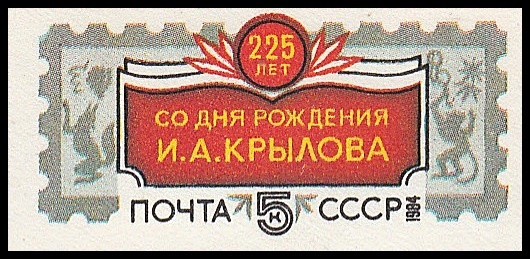 225
ЛЕТ
СО ДНЯ РОЖДЕНИЯ
И.А.КРЫЛОВА
ПОЧТА 5 К СССР 1984